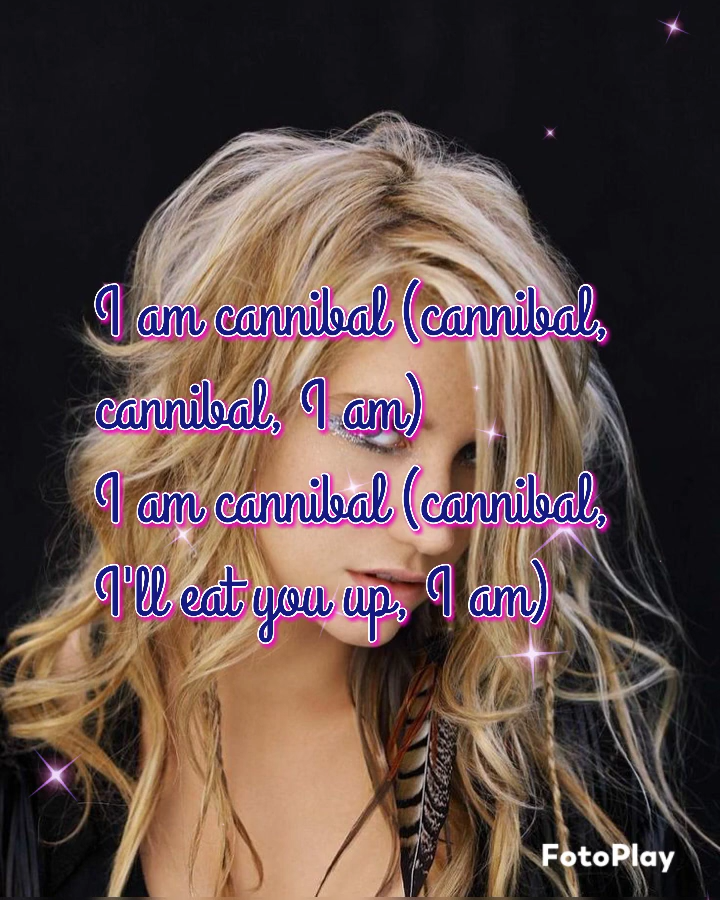 I am cannibal (cannibal,
cannibal, I am)
I am cannibal (cannibal,
I'll eat you up, I am)
FotoPlay